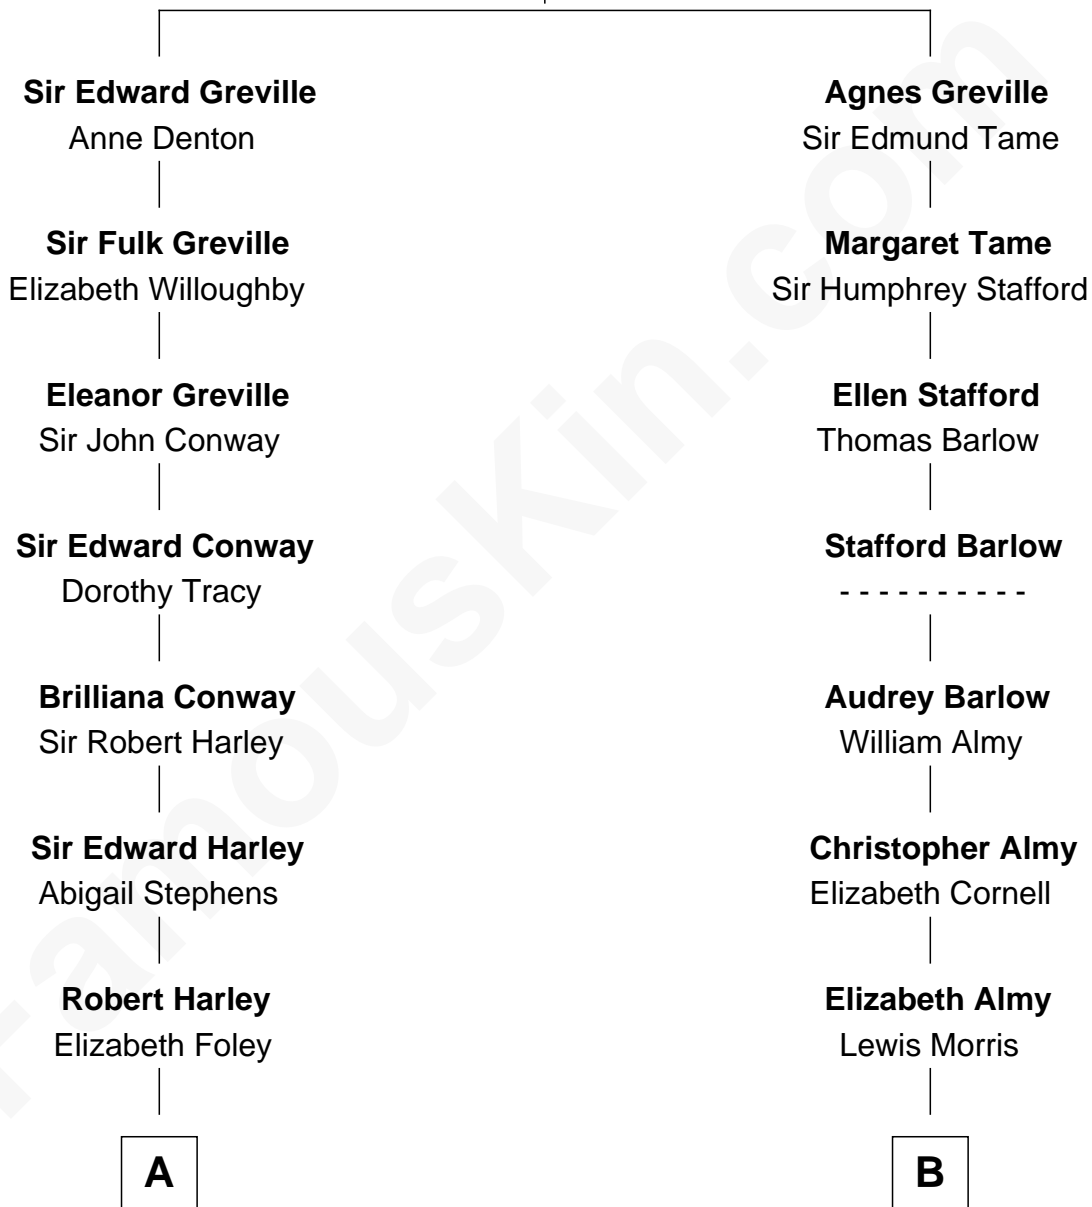 Sir Edward Greville
Anne Denton
Sir Fulk Greville
Elizabeth Willoughby
Eleanor Greville
Sir John Conway
Sir Edward Conway
Dorothy Tracy
Brilliana Conway
Sir Robert Harley
Sir Edward Harley
Abigail Stephens
Robert Harley
Elizabeth Foley
A
Agnes Greville
Sir Edmund Tame
Margaret Tame
Sir Humphrey Stafford
Ellen Stafford
Thomas Barlow
Stafford Barlow
- - - - - - - - - -
Audrey Barlow
William Almy
Christopher Almy
Elizabeth Cornell
Elizabeth Almy
Lewis Morris
B
FamousKin.com